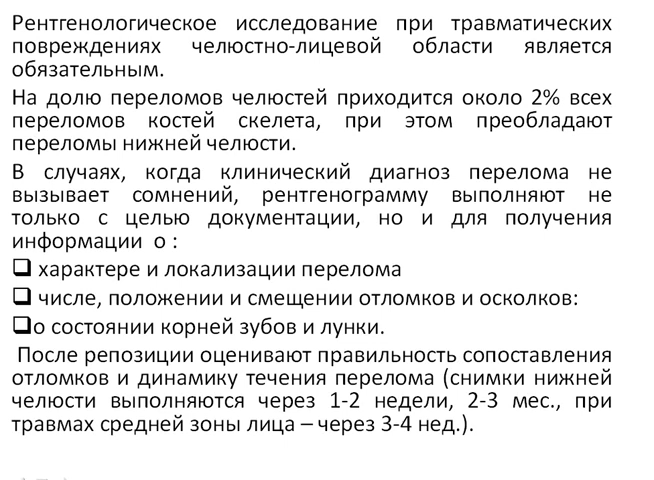 Рентгенологическое исследование при травматических
повреждениях челюстно-лицевой области является
обязательным.
На долю переломов челюстей приходится около 2% всех
переломов костей скелета, при этом преобладают
переломы нижней челюсти.
В случаях, когда клинический диагноз перелома не
вызывает сомнений, рентгенограмму выполняют не
только с целью документации, но и для получения
информации о :
❑ характере и локализации перелома
❑ числе, положении и смещении отломков и осколков:
❑о состоянии корней зубов и лунки.
После репозиции оценивают правильность сопоставления
отломков и динамику течения перелома (снимки нижней
челюсти выполняются через 1-2 недели, 2-3 мес., при
травмах средней зоны лица – через 3-4 нед.).